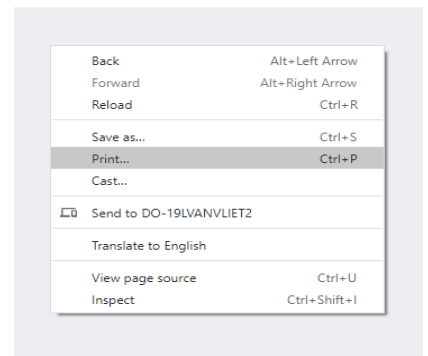 Back Alt+Left Arrow
Forward Alt+Right Arrow
Reload Ctrl+R
Save as... Ctrl+S
Print... Ctrl+P
Cast...
Send to DO-19LVANVLIET2
Translate to English
View page source Ctrl+U
Inspect Ctrl+Shift+I